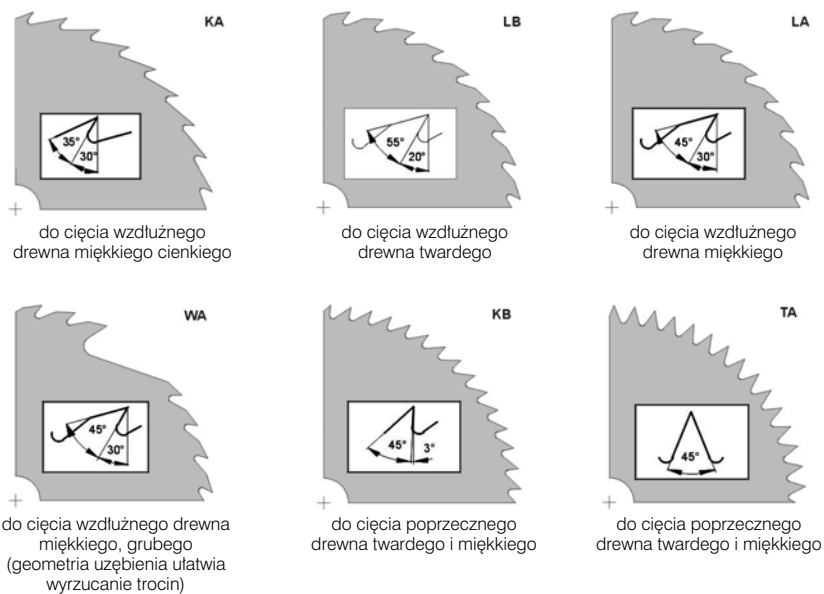 KA
35°
30°
do cięcia wzdłużnego
drewna miękkiego cienkiego
LB
55°
20°
do cięcia wzdłużnego
drewna twardego
LA
45°
30°
do cięcia wzdłużnego
drewna miękkiego
WA
45°
30°
do cięcia wzdłużnego drewna
miękkiego, grubego
(geometria uzębienia ułatwia
wyrzucanie trocin)
KB
45°
3°
do cięcia poprzecznego
drewna twardego i miękkiego
TA
45°
do cięcia poprzecznego
drewna twardego i miękkiego